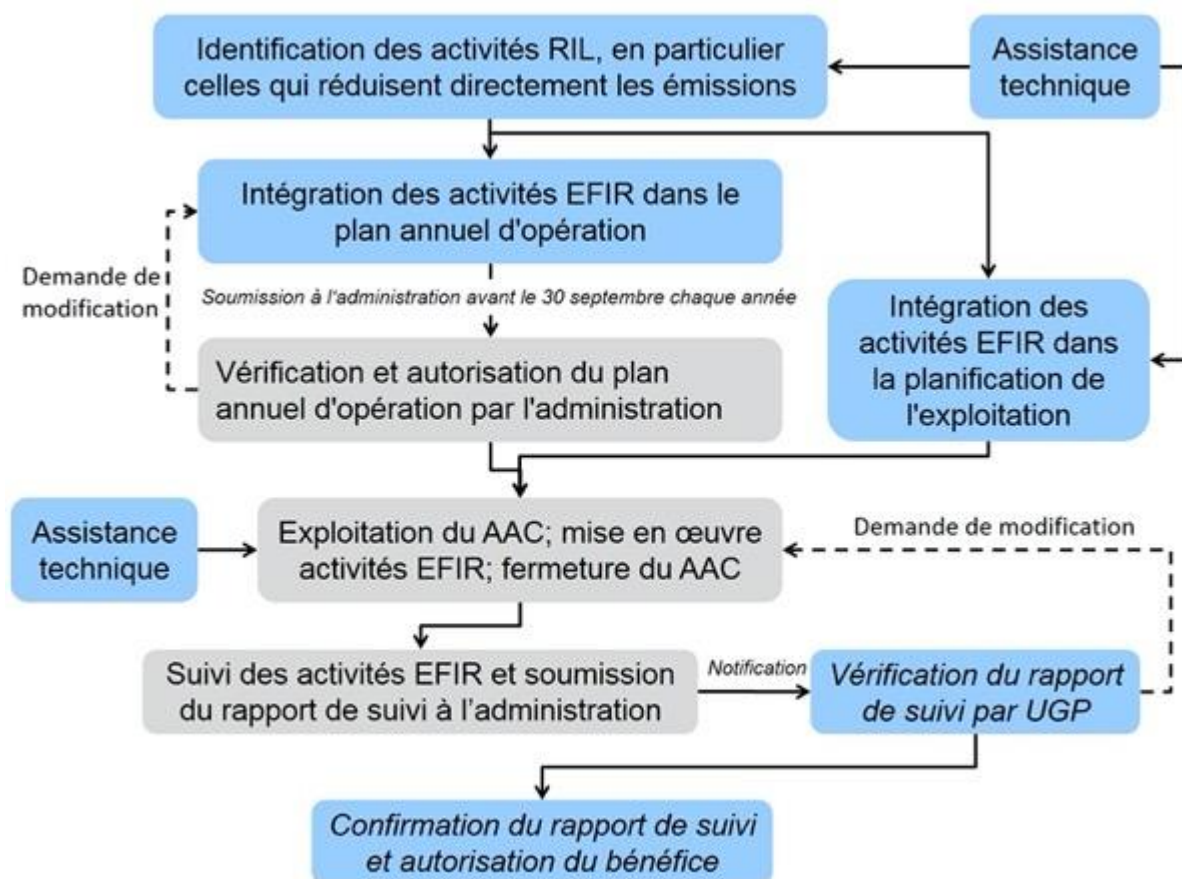 Identification des activités RIL, en particulier
celles qui réduisent directement les émissions
Assistance
technique
Intégration des activités EFIR dans le
plan annuel d'opération
Demande de
modification
Soumission à l'administration avant le 30 septembre chaque année
Intégration des
activités EFIR dans
la planification de
l'exploitation
Vérification et autorisation du plan
annuel d'opération par l'administration
Assistance
technique
Exploitation du AAC; mise en œuvre
activités EFIR; fermeture du AAC
Demande de modification
Suivi des activités EFIR et soumission
du rapport de suivi à l'administration
Notification
Vérification du rapport
de suivi par UGP
Confirmation du rapport de suivi
et autorisation du bénéfice